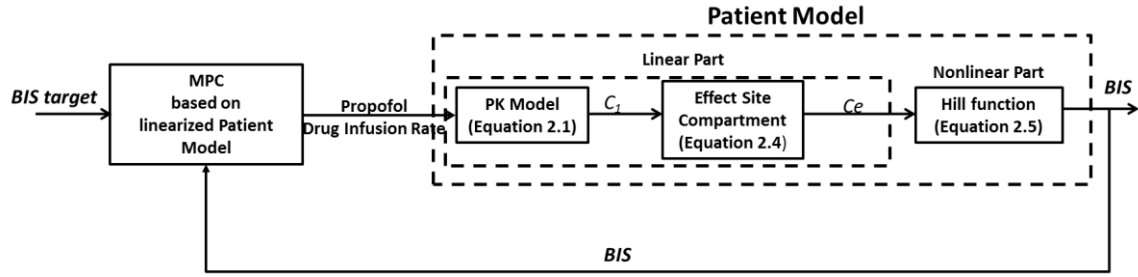 Patient Model
Linear Part
Nonlinear Part
BIS target
MPC
based on
linearized Patient
Model
Propofol
Drug Infusion Rate
PK Model
(Equation 2.1)
C1
Effect Site
Compartment
(Equation 2.4)
Ce
Hill function
(Equation 2.5)
BIS
BIS